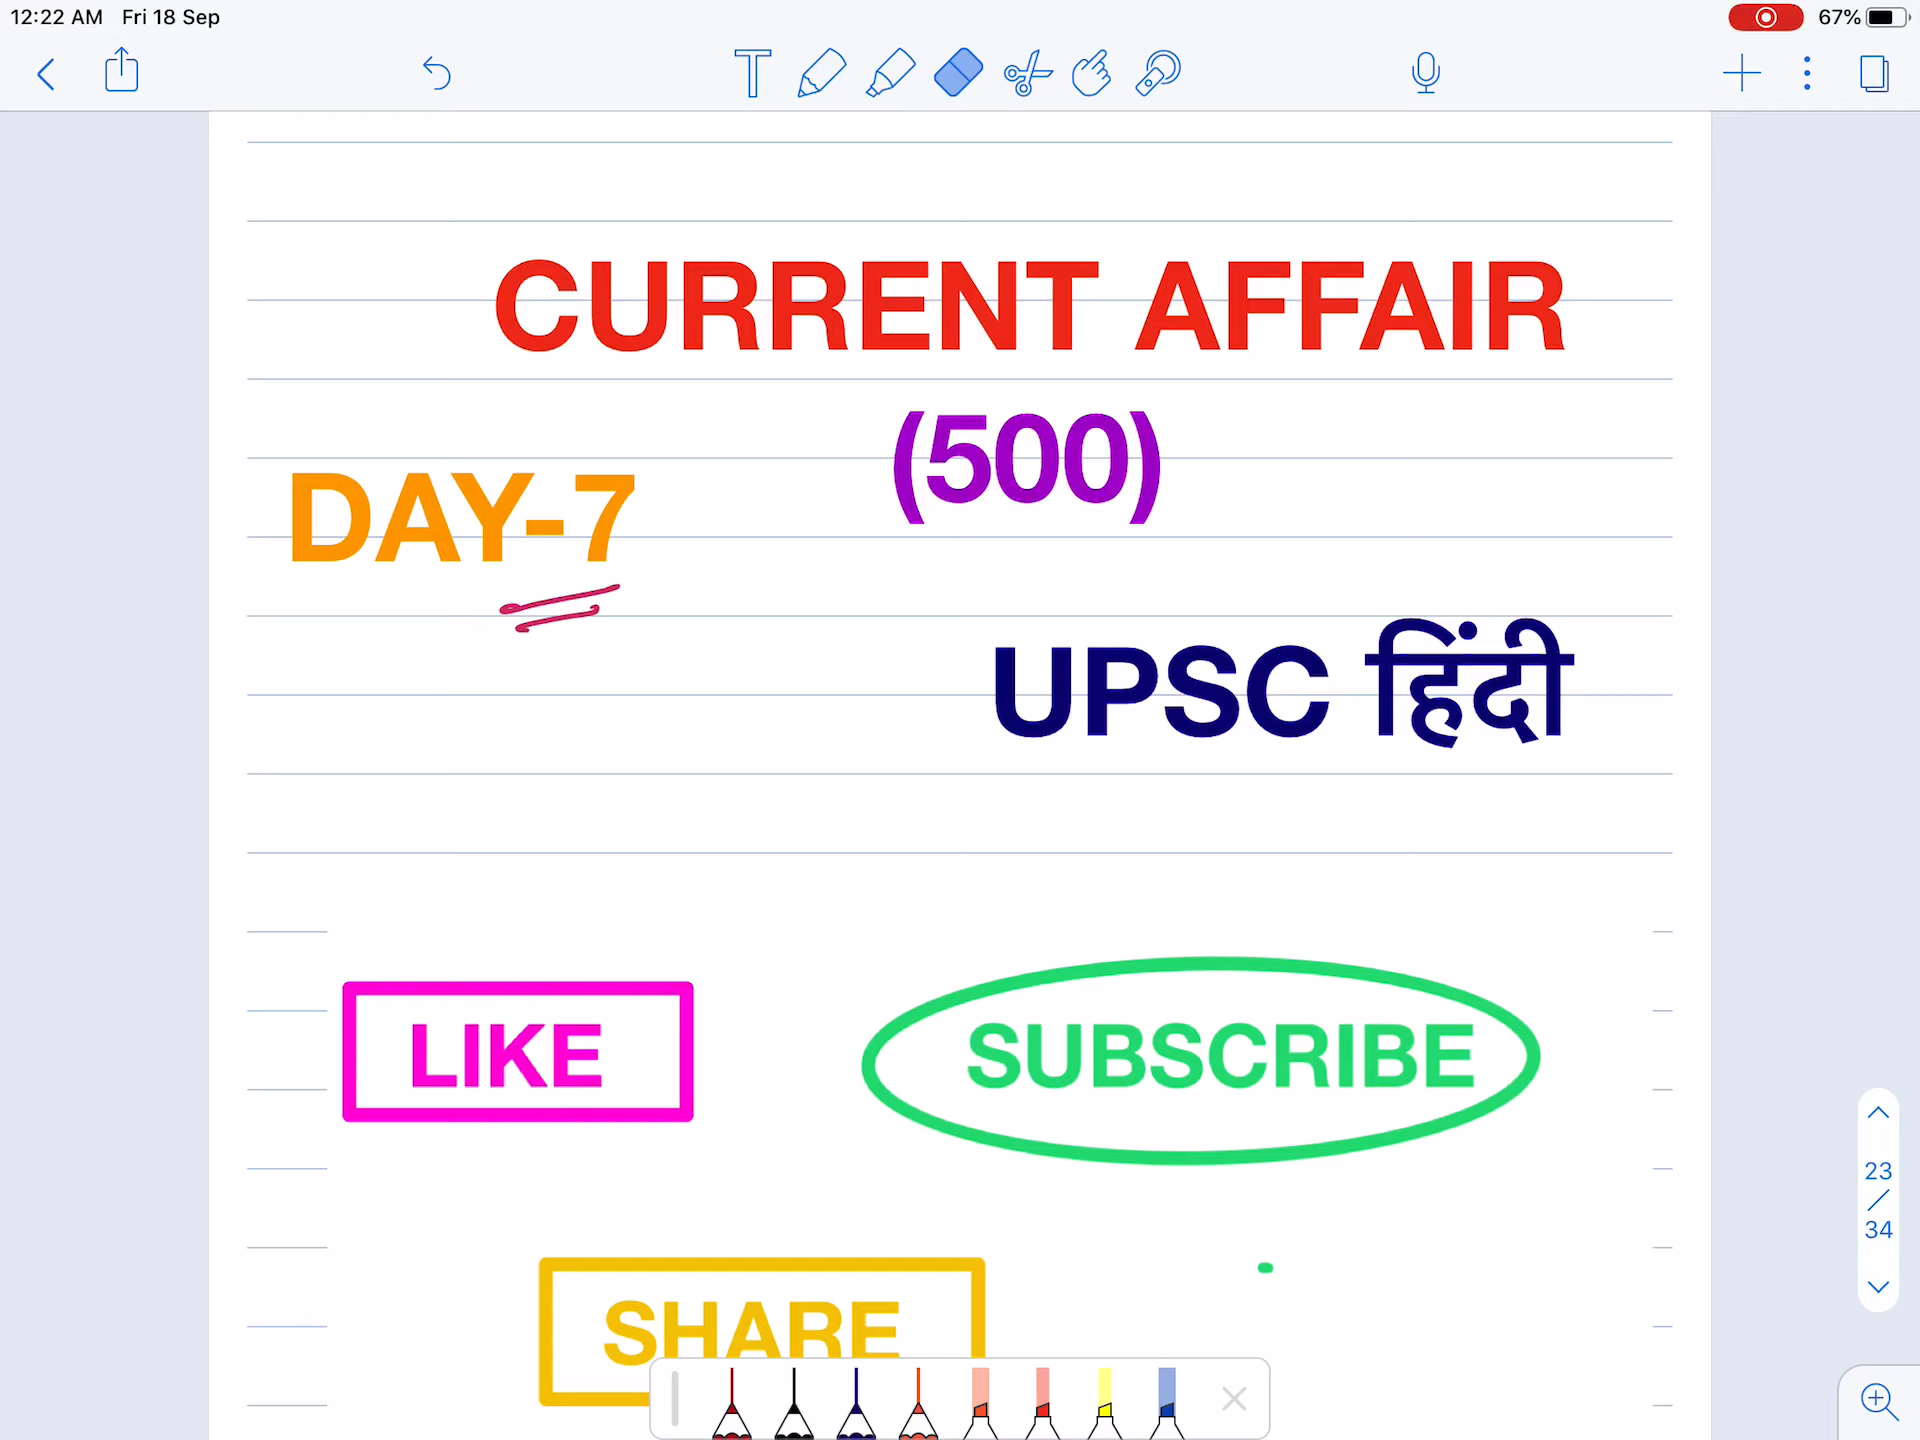 12:22 AM Fri 18 Sep
67%
T
CURRENT AFFAIR
(500)
DAY-7
UPSC हिंदी
LIKE
SUBSCRIBE
SHARE
23
/
34